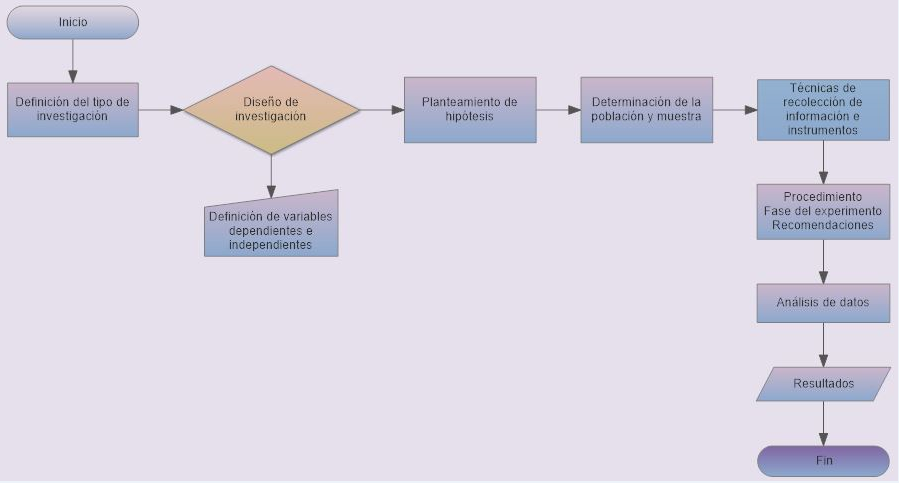 Inicio
Definición del tipo de
investigación
Diseño de
investigación
Definición de variables
dependientes e
independientes
Planteamiento de
hipótesis
Determinación de la
población y muestra
Técnicas de
recolección de
información e
instrumentos
Procedimiento
Fase del experimento
Recomendaciones
Análisis de datos
Resultados
Fin